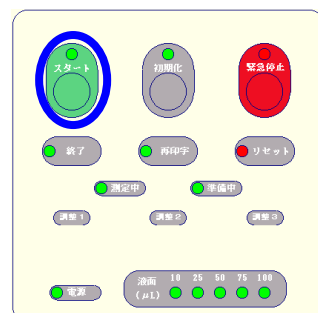 スタート
初期化
緊急停止
終了
再印字
リセット
測定中
準備中
調整1
調整2
調整3
電源
液面
(μL)
10 25 50 75 100